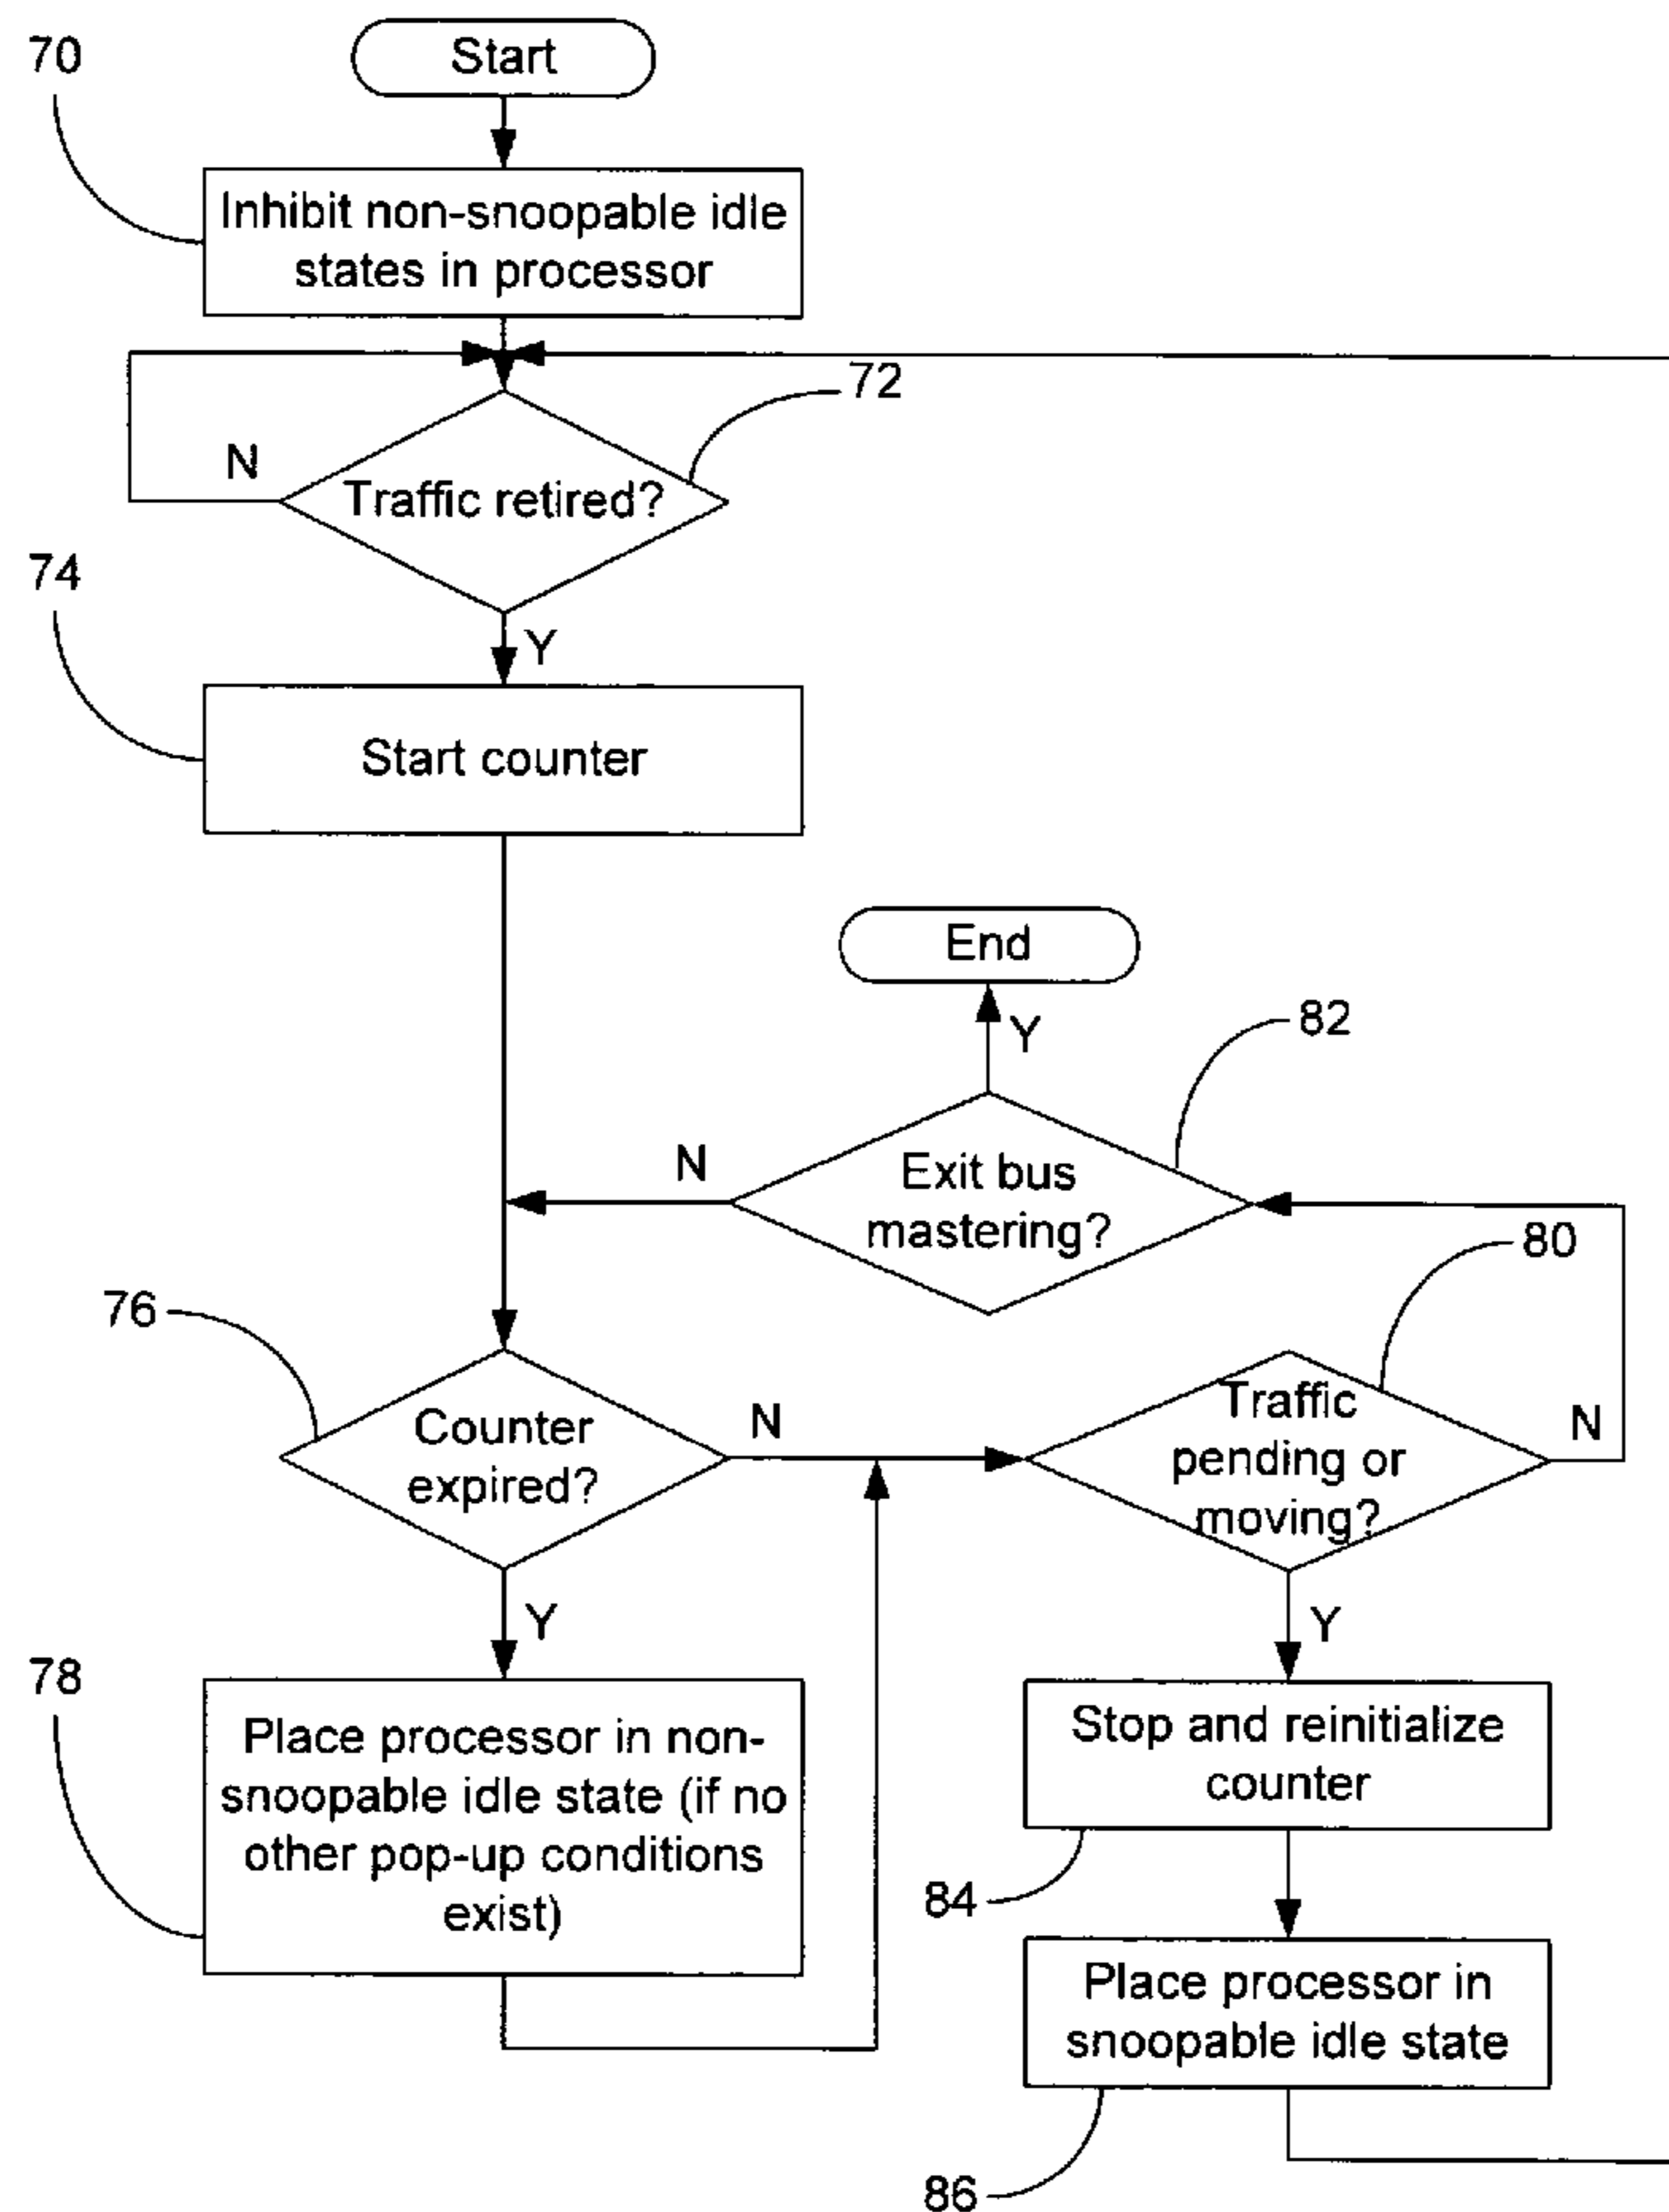 70
Start
Inhibit non-snoopable idle
states in processor
72
N
Traffic retired?
74
Y
Start counter
End
82
Y
N
Exit bus
mastering?
80
76
Counter
expired?
N
Traffic
pending or
moving?
N
Y
Y
78
Place processor in non-
snoopable idle state (if no
other pop-up conditions
exist)
Stop and reinitialize
counter
84
Place processor in
snoopable idle state
86